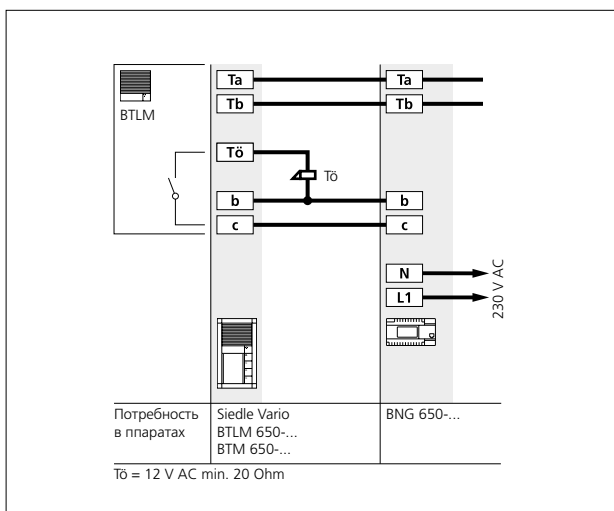 BTLM
Ta
Ta
Tb
Tb
Tö
Tö
b
b
c
c
N
L1
230 V AC
Потребность
в ппаратах
Siedle Vario
BTLM 650-...
BTM 650-...
BNG 650-...
Tö = 12 V AC min. 20 Ohm